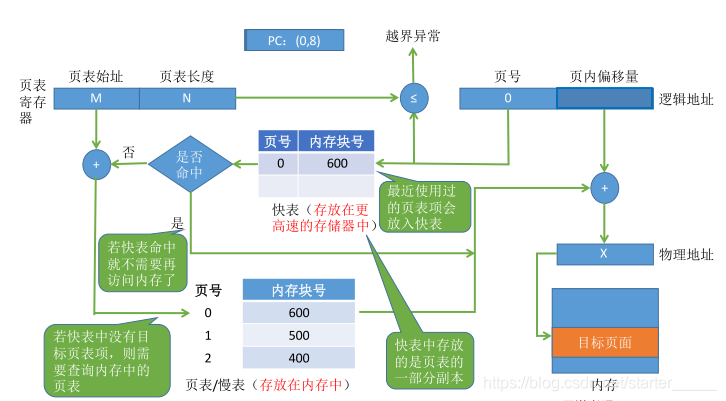 PC：(0,8)
越界异常
页表始址
页表长度
页号
页内偏移量
页表
寄存
器
M
N
≤
0
逻辑地址
页号
内存块号
0
600
是否
命中
否
+
是
最近使用过
的页表项会
放入快表
快表（存放在更
高速的存储器中）
+
若快表命中
就不需要再
访问内存了
X
物理地址
页号
内存块号
0
600
1
500
2
400
若快表中没有目
标页表项，则需
要查询内存中的
页表
快表中存放
的是页表的
一部分副本
目标页面
页表/慢表（存放在内存中）
内存